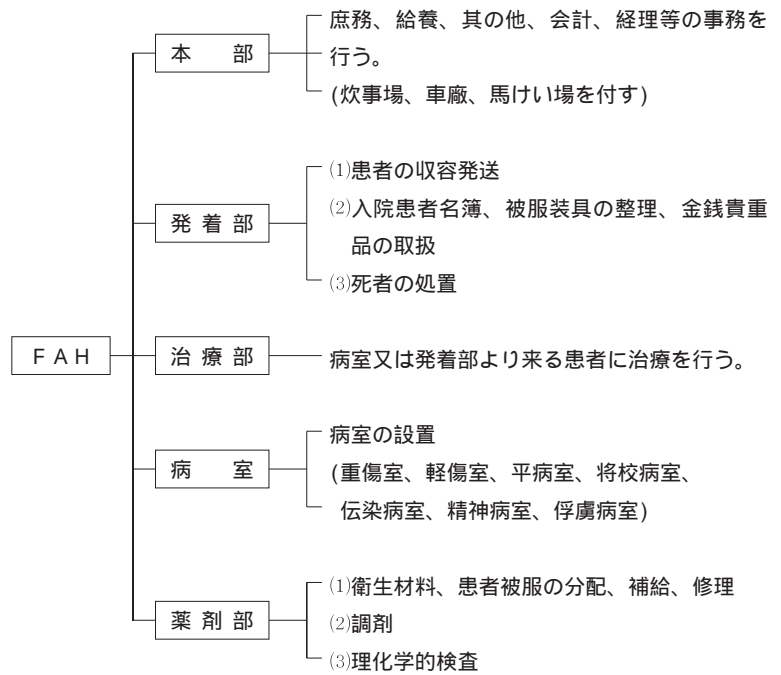 本　部
庶務、給養、其の他、会計、経理等の事務を
行う。
(炊事場、車廠、馬けい場を付す)
発着部
⑴患者の収容発送
⑵入院患者名簿、被服装具の整理、金銭貴重
品の取扱
⑶死者の処置
FAH
治療部
病室又は発着部より来る患者に治療を行う。
病　室
病室の設置
(重傷室、軽傷室、平病室、将校病室、
伝染病室、精神病室、俘虜病室)
薬剤部
⑴衛生材料、患者被服の分配、補給、修理
⑵調剤
⑶理化学的検査